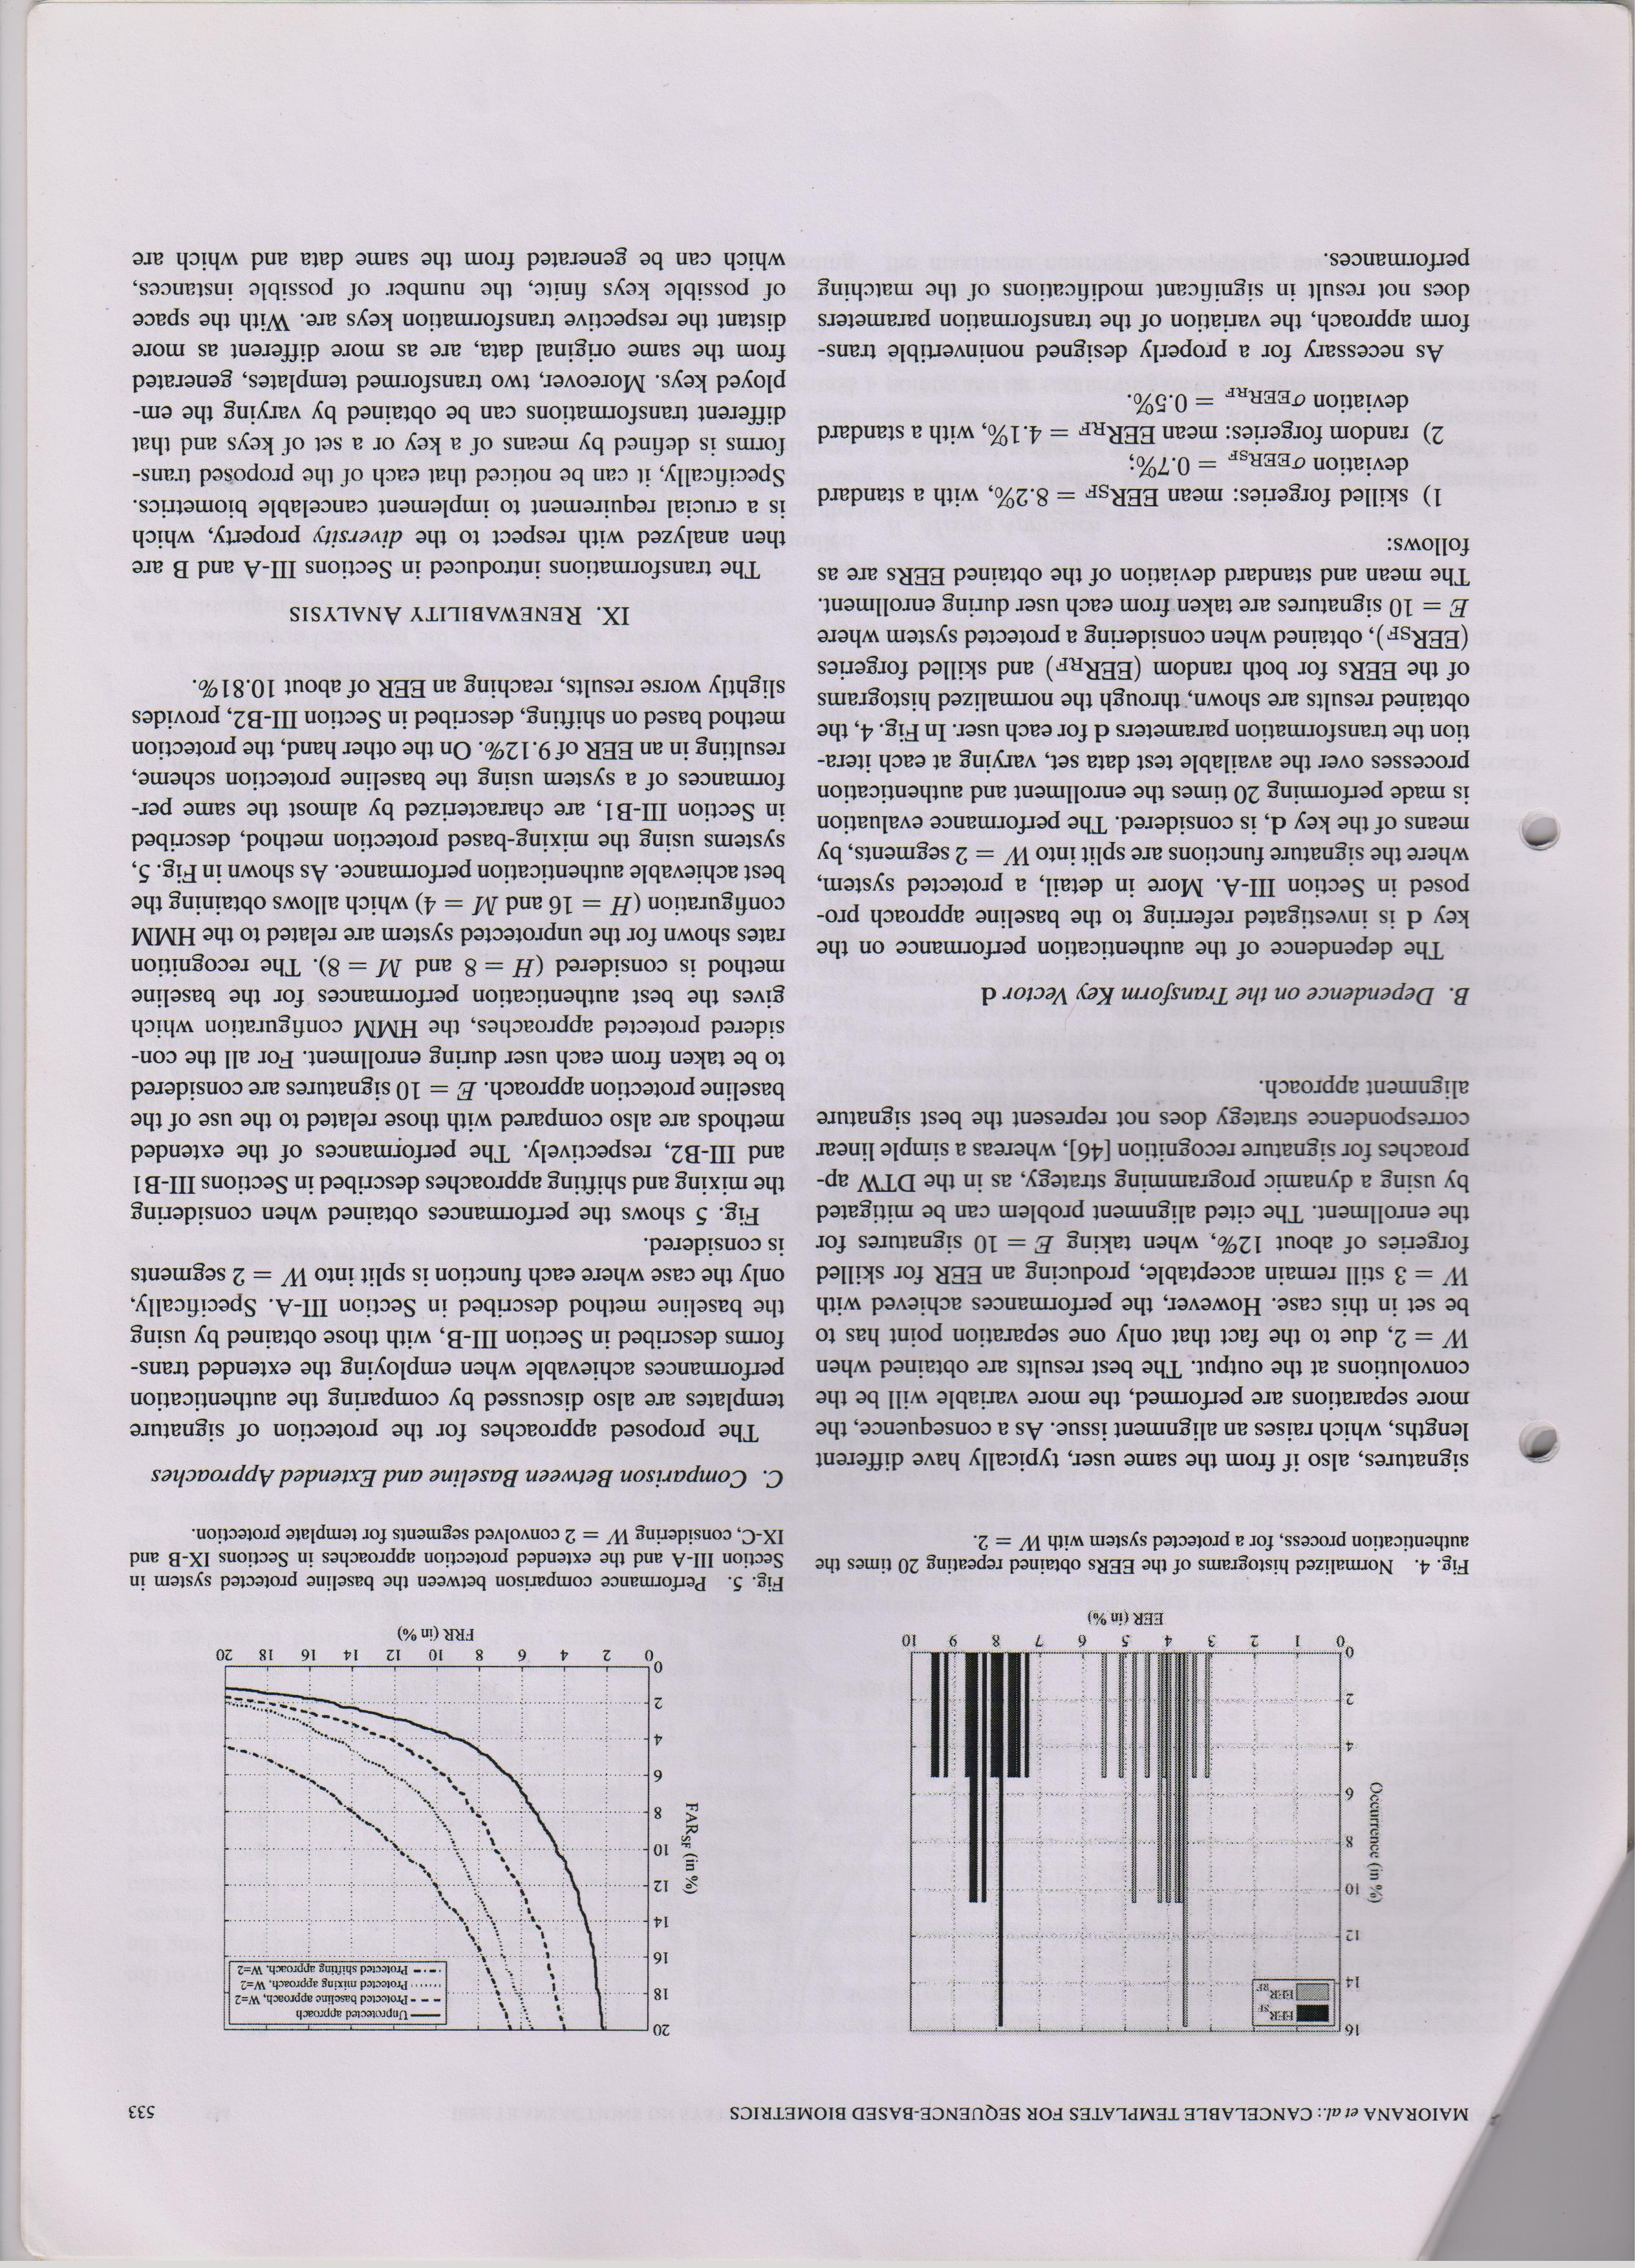 MAIORANA et al.: CANCELABLE TEMPLATES FOR SEQUENCE-BASED BIOMETRICS 533
16
14
12
10
8
6
4
2
0
Occurrence (in %)
EER_SF
EER_RF
0 1 2 3 4 5 6 7 8 9 10
EER (in %)
Fig. 4. Normalized histograms of the EERs obtained repeating 20 times the
authentication process, for a protected system with W = 2.
signatures, also if from the same user, typically have different
lengths, which raises an alignment issue. As a consequence, the
more separations are performed, the more variable will be the
convolutions at the output. The best results are obtained when
W = 2, due to the fact that only one separation point has to
be set in this case. However, the performances achieved with
W = 3 still remain acceptable, producing an EER for skilled
forgeries of about 12%, when taking E = 10 signatures for
the enrollment. The cited alignment problem can be mitigated
by using a dynamic programming strategy, as in the DTW ap-
proaches for signature recognition [46], whereas a simple linear
correspondence strategy does not represent the best signature
alignment approach.
B. Dependence on the Transform Key Vector d
The dependence of the authentication performance on the
key d is investigated referring to the baseline approach pro-
posed in Section III-A. More in detail, a protected system,
where the signature functions are split into W = 2 segments, by
means of the key d, is considered. The performance evaluation
is made performing 20 times the enrollment and authentication
processes over the available test data set, varying at each itera-
tion the transformation parameters d for each user. In Fig. 4, the
obtained results are shown, through the normalized histograms
of the EERs for both random (EER_RF) and skilled forgeries
(EER_SF), obtained when considering a protected system where
E = 10 signatures are taken from each user during enrollment.
The mean and standard deviation of the obtained EERs are as
follows:
1) skilled forgeries: mean EER_SF = 8.2%, with a standard
deviation σ_EER_SF = 0.7%;
2) random forgeries: mean EER_RF = 4.1%, with a standard
deviation σ_EER_RF = 0.5%.
As necessary for a properly designed noninvertible trans-
form approach, the variation of the transformation parameters
does not result in significant modifications of the matching
performances.
20
18
16
14
12
10
8
6
4
2
0
FAR_SF (in %)
Unprotected approach
Protected baseline approach, W=2
Protected mixing approach, W=2
Protected shifting approach, W=2
0 2 4 6 8 10 12 14 16 18 20
FRR (in %)
Fig. 5. Performance comparison between the baseline protected system in
Section III-A and the extended protection approaches in Sections IX-B and
IX-C, considering W = 2 convolved segments for template protection.
C. Comparison Between Baseline and Extended Approaches
The proposed approaches for the protection of signature
templates are also discussed by comparing the authentication
performances achievable when employing the extended trans-
forms described in Section III-B, with those obtained by using
the baseline method described in Section III-A. Specifically,
only the case where each function is split into W = 2 segments
is considered.
Fig. 5 shows the performances obtained when considering
the mixing and shifting approaches described in Sections III-B1
and III-B2, respectively. The performances of the extended
methods are also compared with those related to the use of the
baseline protection approach. E = 10 signatures are considered
to be taken from each user during enrollment. For all the con-
sidered protected approaches, the HMM configuration which
gives the best authentication performances for the baseline
method is considered (H = 8 and M = 8). The recognition
rates shown for the unprotected system are related to the HMM
configuration (H = 16 and M = 4) which allows obtaining the
best achievable authentication performance. As shown in Fig. 5,
systems using the mixing-based protection method, described
in Section III-B1, are characterized by almost the same per-
formances of a system using the baseline protection scheme,
resulting in an EER of 9.12%. On the other hand, the protection
method based on shifting, described in Section III-B2, provides
slightly worse results, reaching an EER of about 10.81%.
IX. RENEWABILITY ANALYSIS
The transformations introduced in Sections III-A and B are
then analyzed with respect to the diversity property, which
is a crucial requirement to implement cancelable biometrics.
Specifically, it can be noticed that each of the proposed trans-
forms is defined by means of a key or a set of keys and that
different transformations can be obtained by varying the em-
ployed keys. Moreover, two transformed templates, generated
from the same original data, are as more different as more
distant the respective transformation keys are. With the space
of possible keys finite, the number of possible instances,
which can be generated from the same data and which are